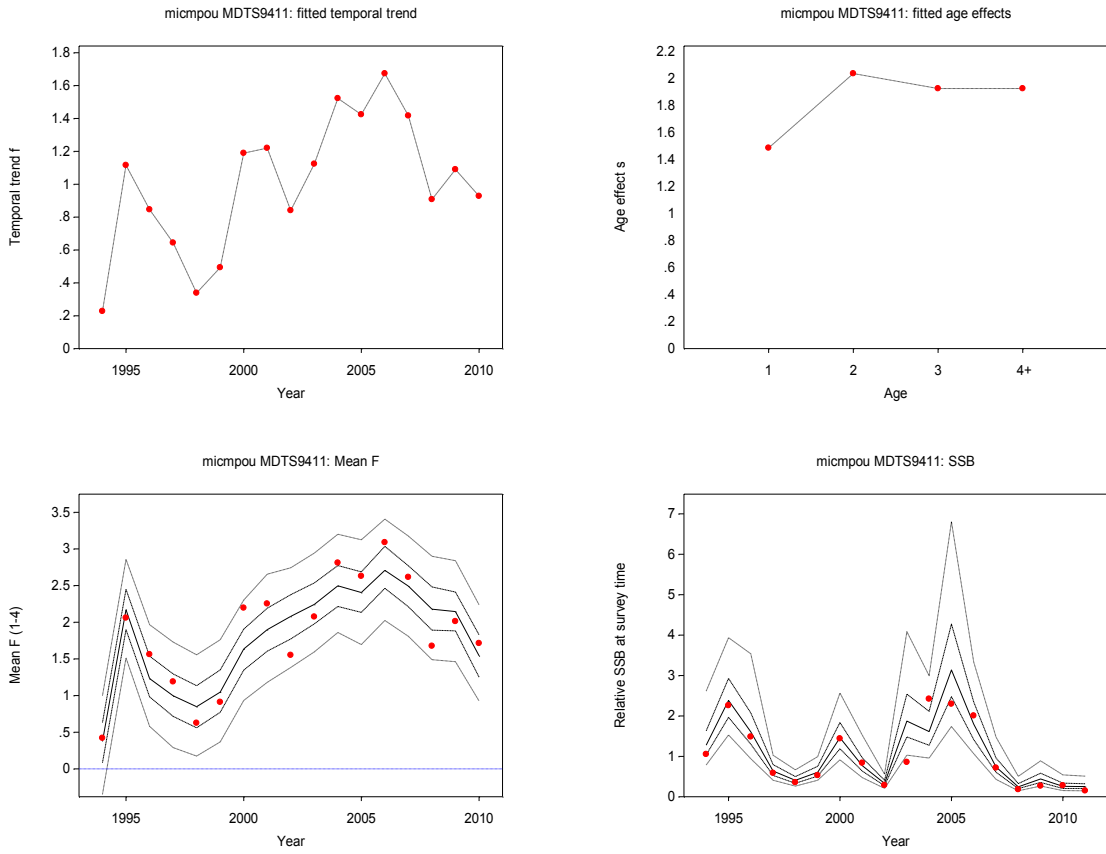 micmpou MDTS9411: fitted temporal trend
Temporal trend f
1.8
1.6
1.4
1.2
1
.8
.6
.4
.2
0
1995 2000 2005 2010
Year
micmpou MDTS9411: fitted age effects
Age effect s
2.2
2
1.8
1.6
1.4
1.2
1
.8
.6
.4
.2
0
1 2 3 4+
Age
micmpou MDTS9411: Mean F
Mean F (1-4)
3.5
3
2.5
2
1.5
1
.5
0
1995 2000 2005 2010
Year
micmpou MDTS9411: SSB
Relative SSB at survey time
7
6
5
4
3
2
1
0
1995 2000 2005 2010
Year